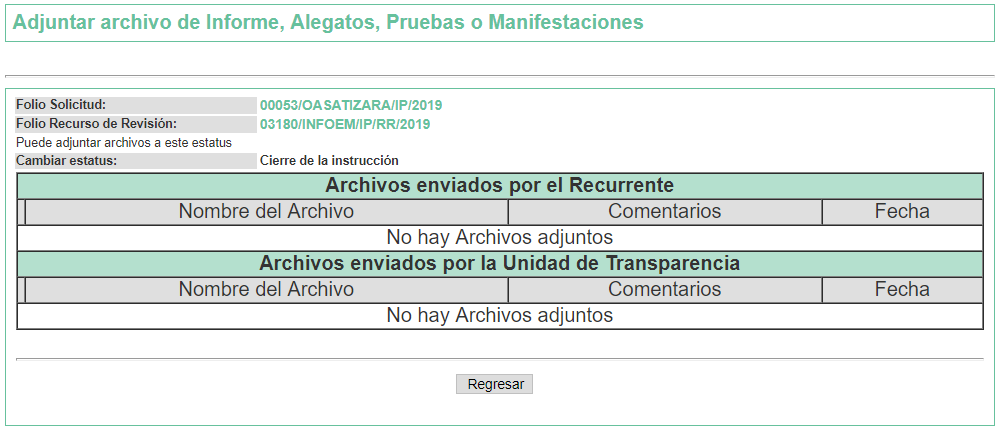 Adjuntar archivo de Informe, Alegatos, Pruebas o Manifestaciones
Folio Solicitud: 00053/OASATIZARA/IP/2019
Folio Recurso de Revisión: 03180/INFOEM/IP/RR/2019
Puede adjuntar archivos a este estatus
Cambiar estatus: Cierre de la instrucción
Archivos enviados por el Recurrente
Nombre del Archivo Comentarios Fecha
No hay Archivos adjuntos
Archivos enviados por la Unidad de Transparencia
Nombre del Archivo Comentarios Fecha
No hay Archivos adjuntos
Regresar